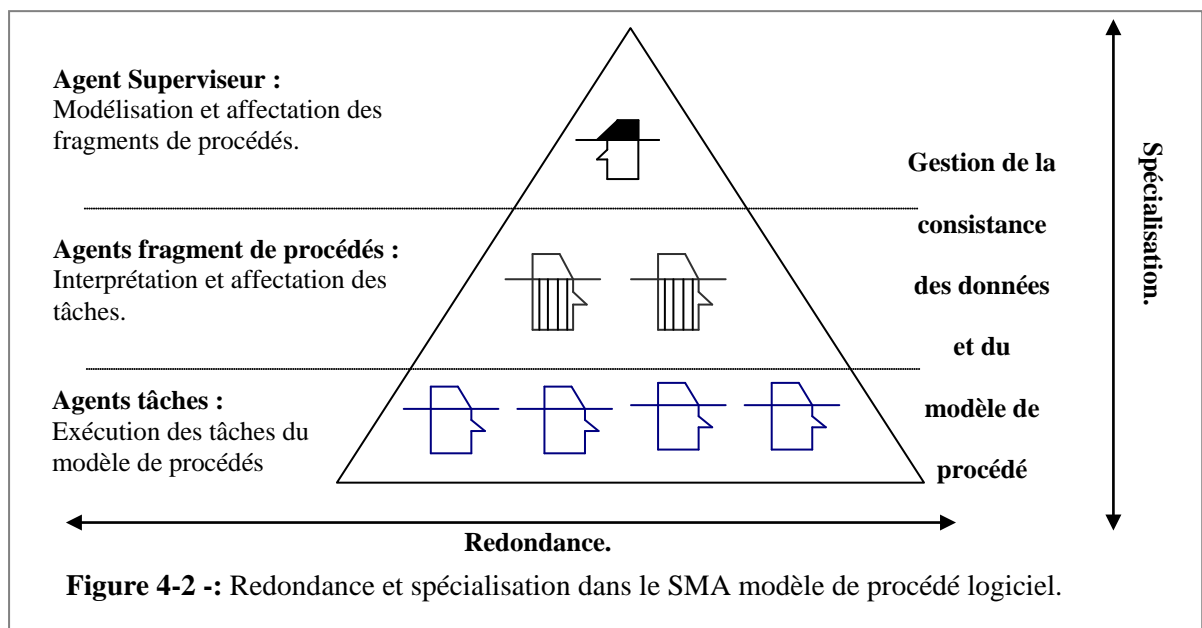 Agent Superviseur :
Modélisation et affectation des
fragments de procédés.
Agents fragment de procédés :
Interprétation et affectation des
tâches.
Agents tâches :
Exécution des tâches du
modèle de procédés
Gestion de la
consistance
des données
et du
modèle de
procédé
Spécialisation.
Redondance.
Figure 4-2 -: Redondance et spécialisation dans le SMA modèle de procédé logiciel.